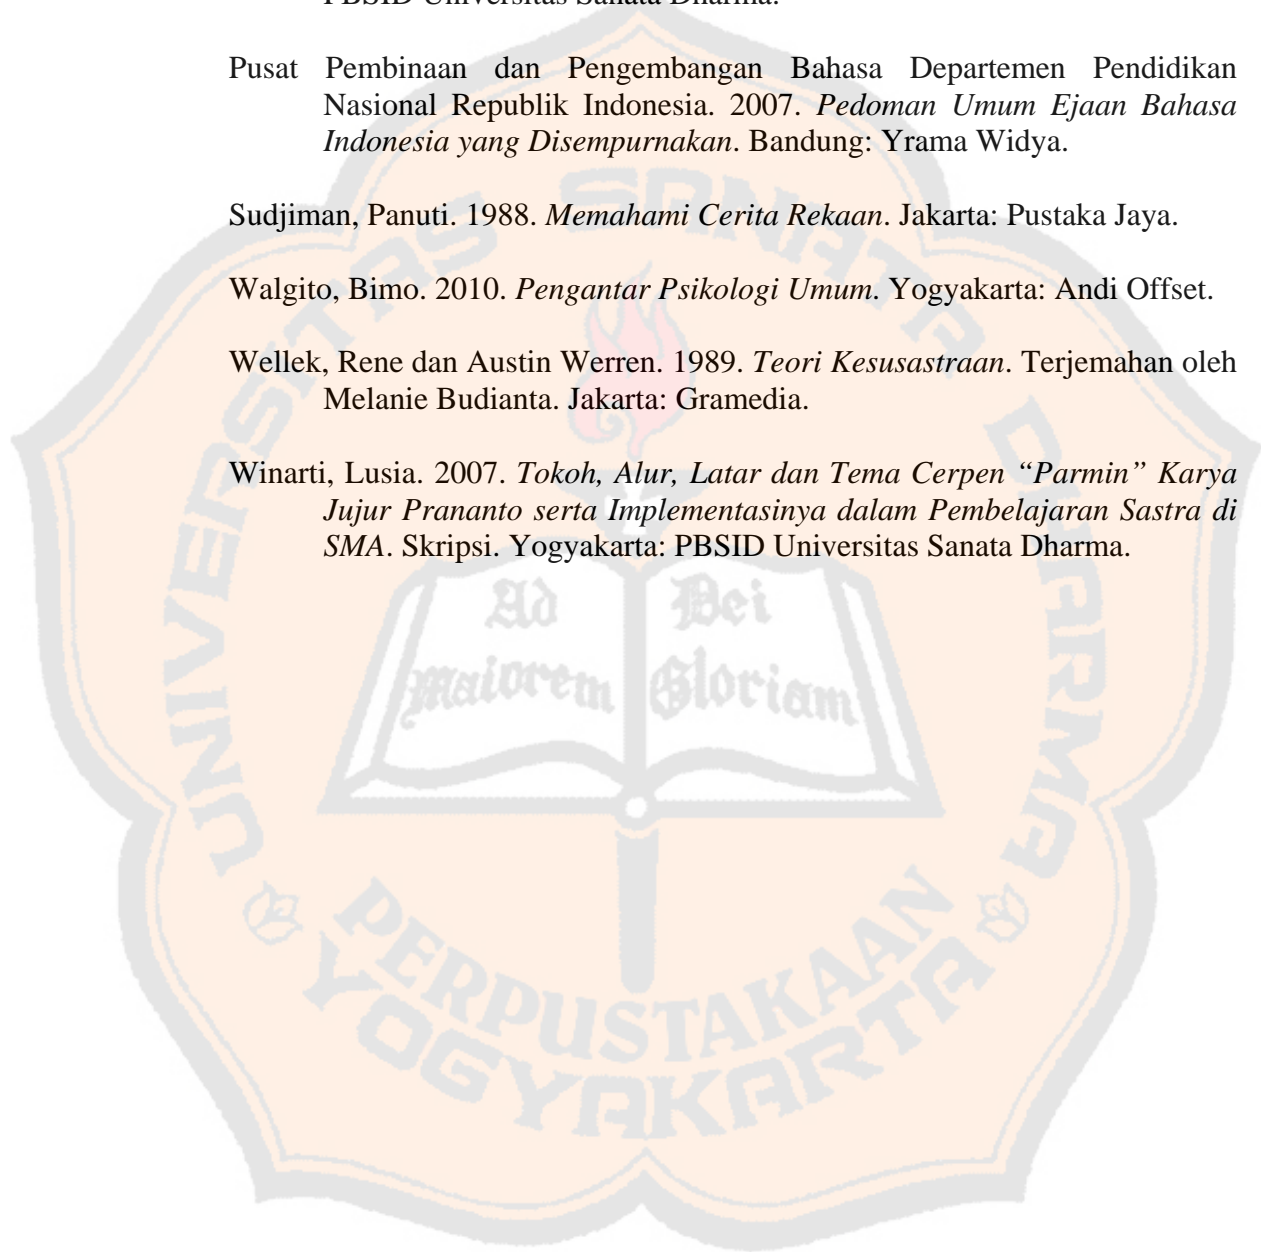 PBSID Universitas Sanata Dharma.
Pusat Pembinaan dan Pengembangan Bahasa Departemen Pendidikan
Nasional Republik Indonesia. 2007. Pedoman Umum Ejaan Bahasa
Indonesia yang Disempurnakan. Bandung: Yrama Widya.
Sudjiman, Panuti. 1988. Memahami Cerita Rekaan. Jakarta: Pustaka Jaya.
Walgito, Bimo. 2010. Pengantar Psikologi Umum. Yogyakarta: Andi Offset.
Wellek, Rene dan Austin Werren. 1989. Teori Kesusastraan. Terjemahan oleh
Melanie Budianta. Jakarta: Gramedia.
Winarti, Lusia. 2007. Tokoh, Alur, Latar dan Tema Cerpen “Parmin” Karya
Jujur Prananto serta Implementasinya dalam Pembelajaran Sastra di
SMA. Skripsi. Yogyakarta: PBSID Universitas Sanata Dharma.
UNIVERSITAS SANATA DHARMA
Ad Dei
Maiorem Gloriam
PERPUSTAKAAN
YOGYAKARTA